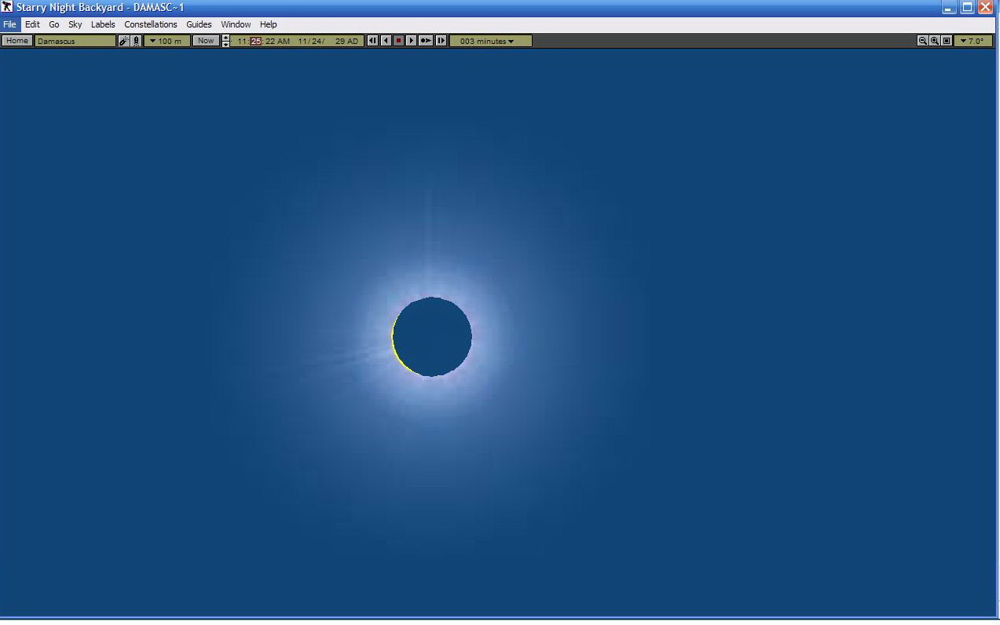 Starry Night Backyard - DAMASC~1
File Edit Go Sky Labels Constellations Guides Window Help
Home Damascus 100 m Now 11:25:22 AM 11/24/ 29 AD 003 minutes 7.0°